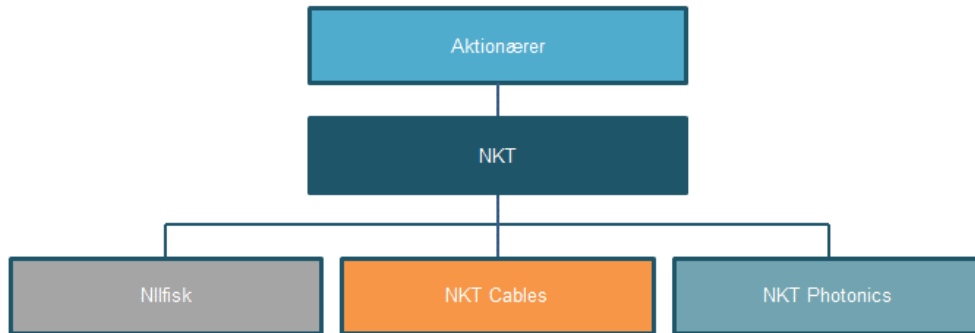 Aktionærer
NKT
NIlfisk
NKT Cables
NKT Photonics